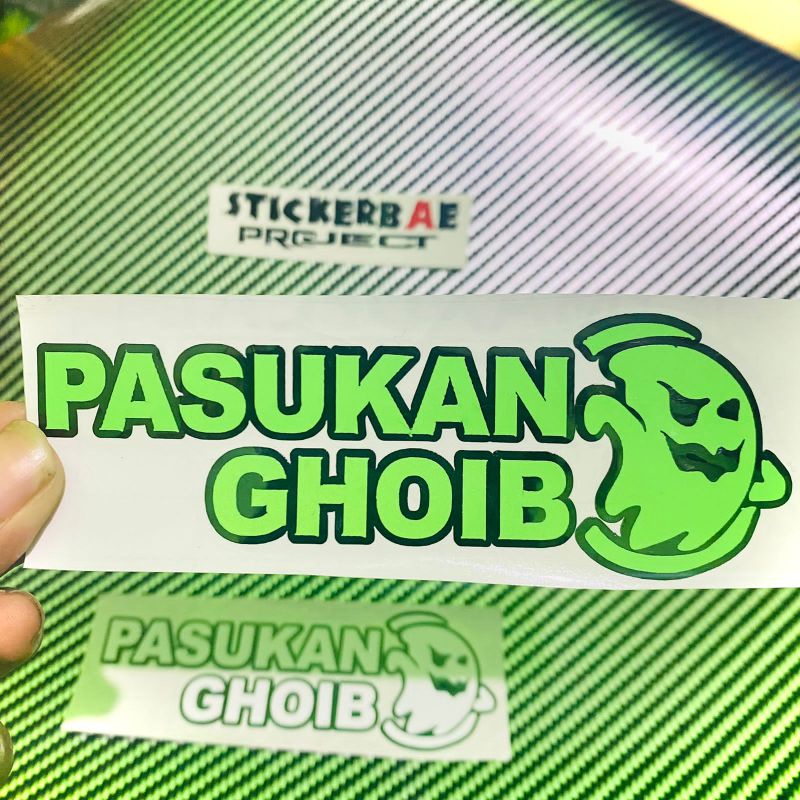 STICKERBAE
PROJECT
PASUKAN
GHOIB
PASUKAN
GHOIB